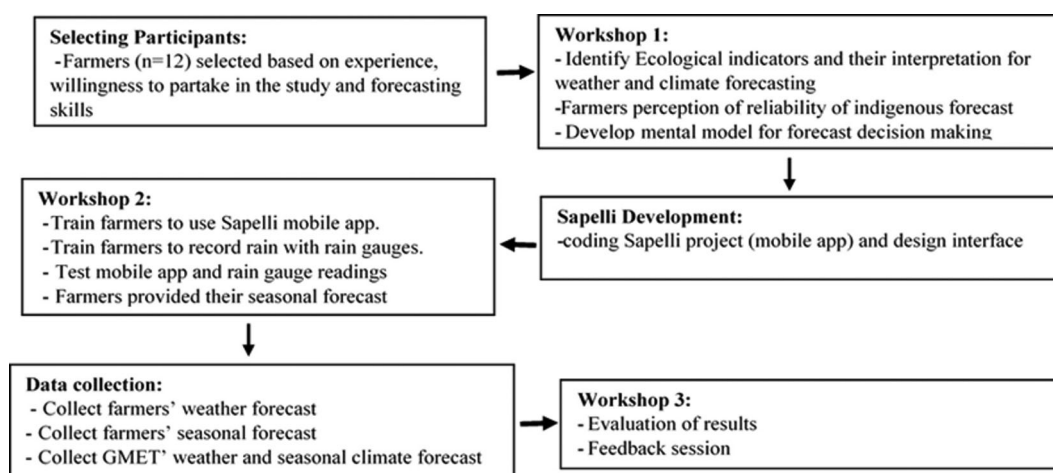 Selecting Participants:
-Farmers (n=12) selected based on experience,
willingness to partake in the study and forecasting
skills
Workshop 1:
- Identify Ecological indicators and their interpretation for
weather and climate forecasting
-Farmers perception of reliability of indigenous forecast
- Develop mental model for forecast decision making
Sapelli Development:
-coding Sapelli project (mobile app) and design interface
Workshop 2:
- Train farmers to use Sapelli mobile app.
- Train farmers to record rain with rain gauges.
- Test mobile app and rain gauge readings
- Farmers provided their seasonal forecast
Data collection:
- Collect farmers’ weather forecast
- Collect farmers’ seasonal forecast
- Collect GMET’ weather and seasonal climate forecast
Workshop 3:
- Evaluation of results
- Feedback session